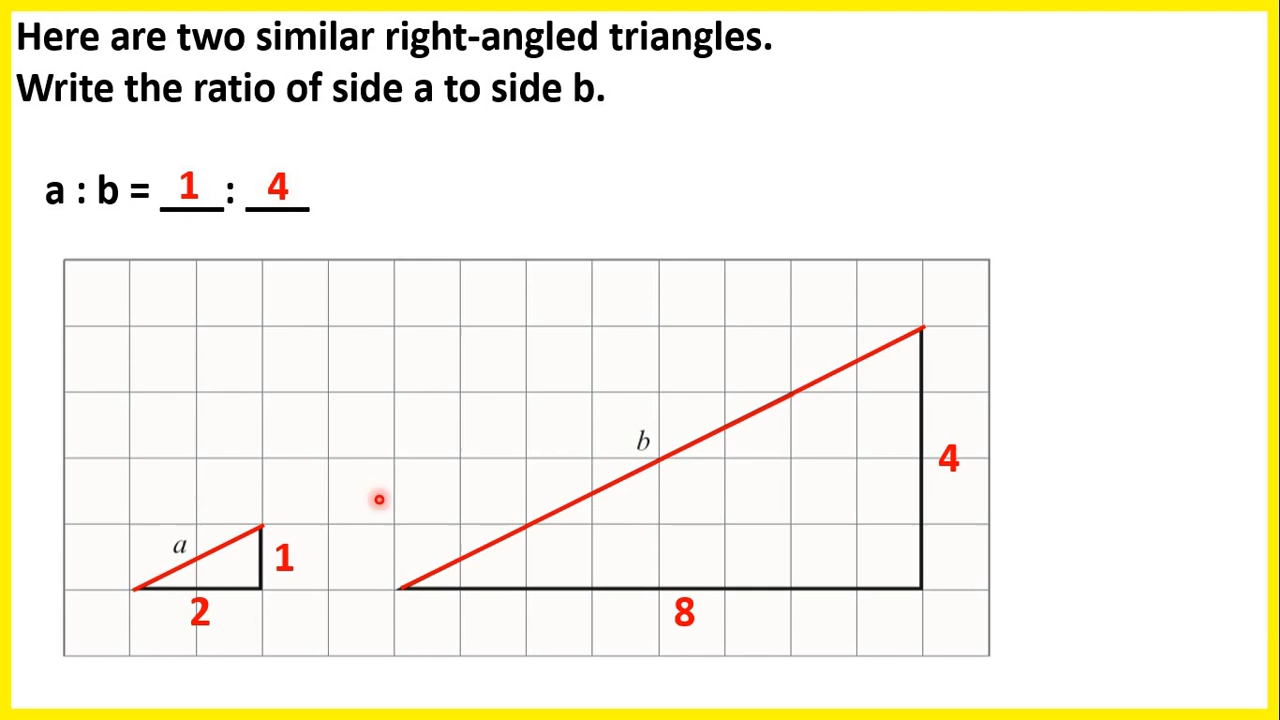 Here are two similar right-angled triangles.
Write the ratio of side a to side b.
a : b = 1 : 4
b
4
a
1
2
8